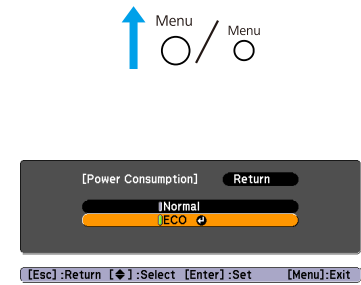 Menu / Menu
[Power Consumption] Return
Normal
ECO
[Esc] :Return [◆] :Select [Enter] :Set [Menu]:Exit